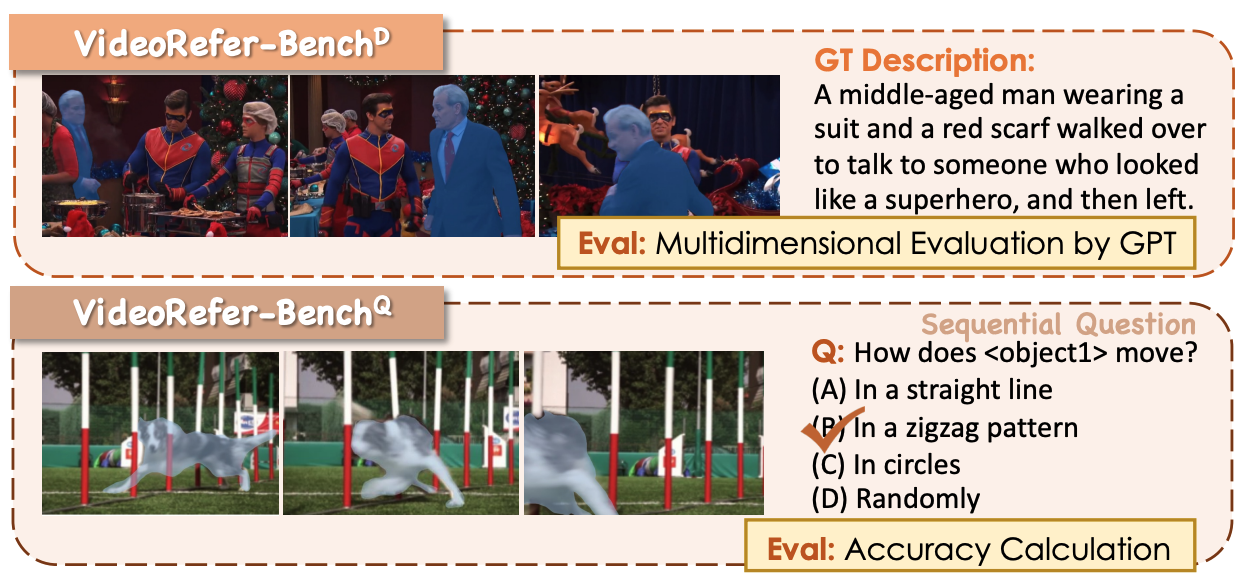 VideoRefer-Benchᴰ
GT Description:
A middle-aged man wearing a
suit and a red scarf walked over
to talk to someone who looked
like a superhero, and then left.
Eval: Multidimensional Evaluation by GPT
VideoRefer-Bench^Q
Sequential Question
Q: How does <object1> move?
(A) In a straight line
(B) In a zigzag pattern
(C) In circles
(D) Randomly
Eval: Accuracy Calculation